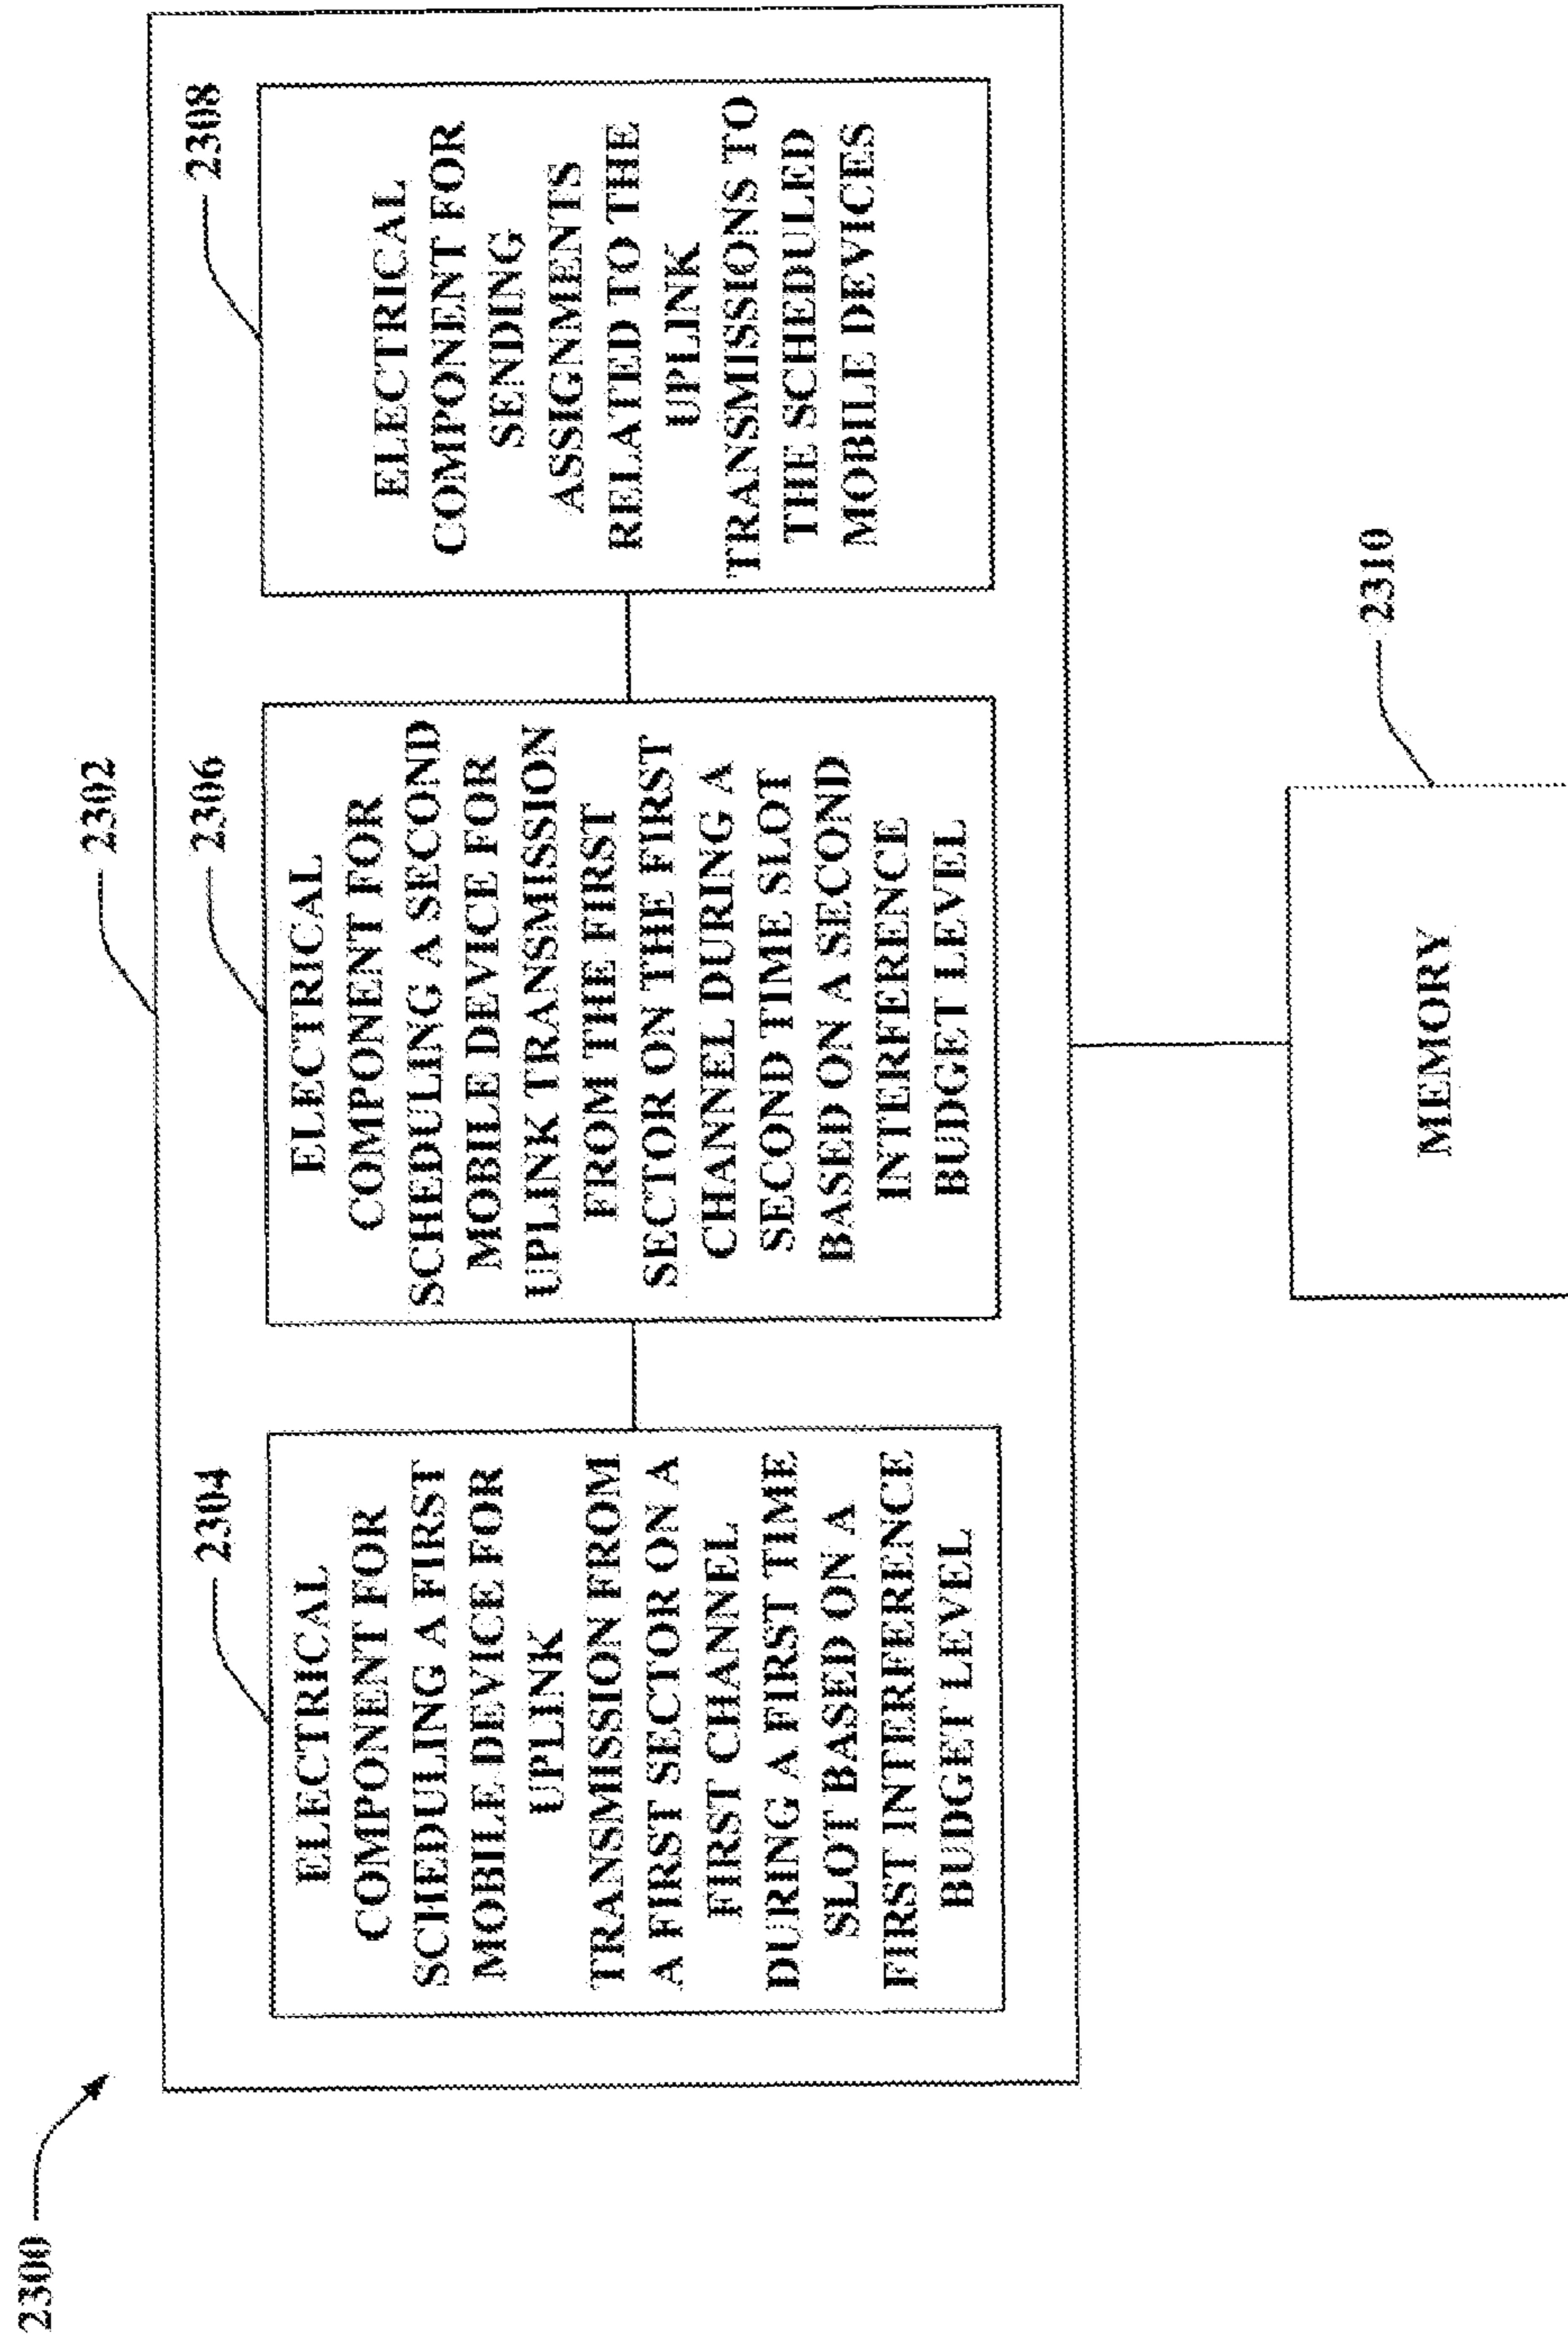 2300
2302
2304
ELECTRICAL
COMPONENT FOR
SCHEDULING A FIRST
MOBILE DEVICE FOR
UPLINK
TRANSMISSION FROM
A FIRST SECTOR ON A
FIRST CHANNEL
DURING A FIRST TIME
SLOT BASED ON A
FIRST INTERFERENCE
BUDGET LEVEL
2306
ELECTRICAL
COMPONENT FOR
SCHEDULING A SECOND
MOBILE DEVICE FOR
UPLINK TRANSMISSION
FROM THE FIRST
SECTOR ON THE FIRST
CHANNEL DURING A
SECOND TIME SLOT
BASED ON A SECOND
INTERFERENCE
BUDGET LEVEL
2308
ELECTRICAL
COMPONENT FOR
SENDING
ASSIGNMENTS
RELATED TO THE
UPLINK
TRANSMISSIONS TO
THE SCHEDULED
MOBILE DEVICES
2310
MEMORY